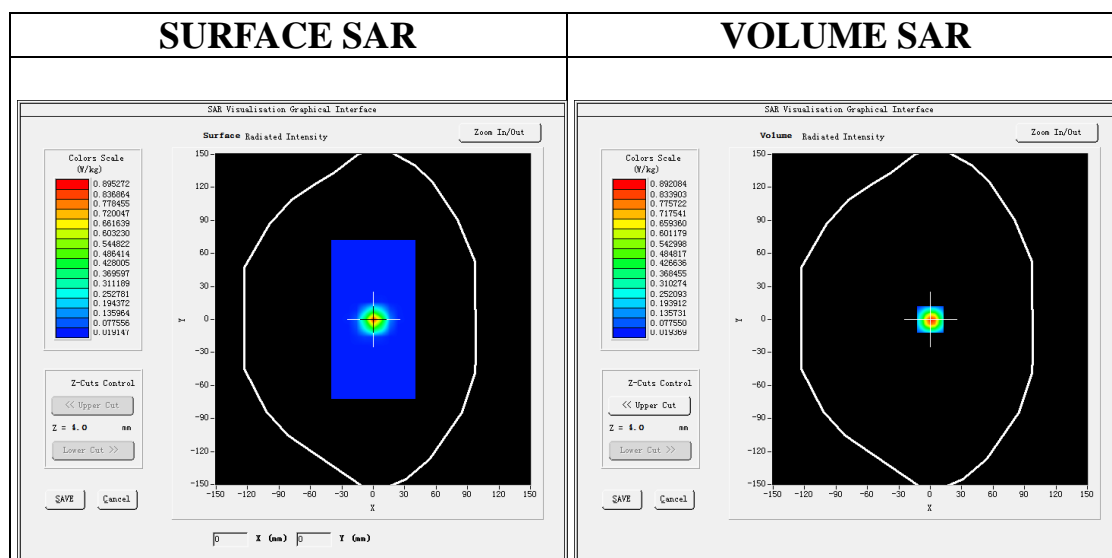 SURFACE SAR
VOLUME SAR
SAR Visualisation Graphical Interface
Surface Radiated Intensity
Zoom In/Out
Colors Scale
(W/kg)
0.895272
0.836864
0.778455
0.720047
0.661639
0.603230
0.544822
0.486414
0.428005
0.369597
0.311189
0.252781
0.194372
0.135964
0.077556
0.019147
150
120
90
60
30
0
-30
-60
-90
-120
-150
Y
-150 -120 -90 -60 -30 0 30 60 90 120 150
X
Z-Cuts Control
<< Upper Cut
Z = 4.0 mm
Lower Cut >>
SAVE Cancel
0 X (mm) 0 Y (mm)
SAR Visualisation Graphical Interface
Volume Radiated Intensity
Zoom In/Out
Colors Scale
(W/kg)
0.892084
0.833903
0.775722
0.717541
0.659360
0.601179
0.542998
0.484817
0.426636
0.368455
0.310274
0.252093
0.193912
0.135731
0.077550
0.019369
150
120
90
60
30
0
-30
-60
-90
-120
-150
Y
-150 -120 -90 -60 -30 0 30 60 90 120 150
X
Z-Cuts Control
<< Upper Cut
Z = 4.0 mm
Lower Cut >>
SAVE Cancel